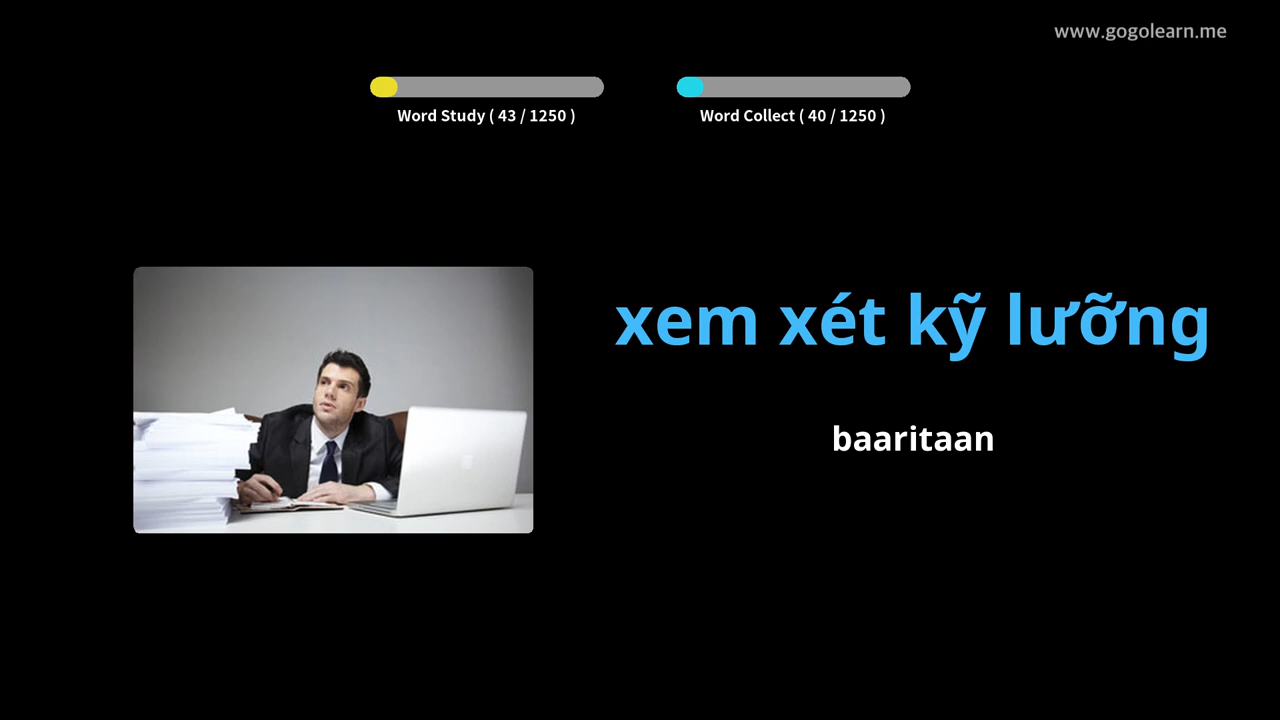 www.gogolearn.me
Word Study ( 43 / 1250 )
Word Collect ( 40 / 1250 )
xem xét kỹ lưỡng
baaritaan